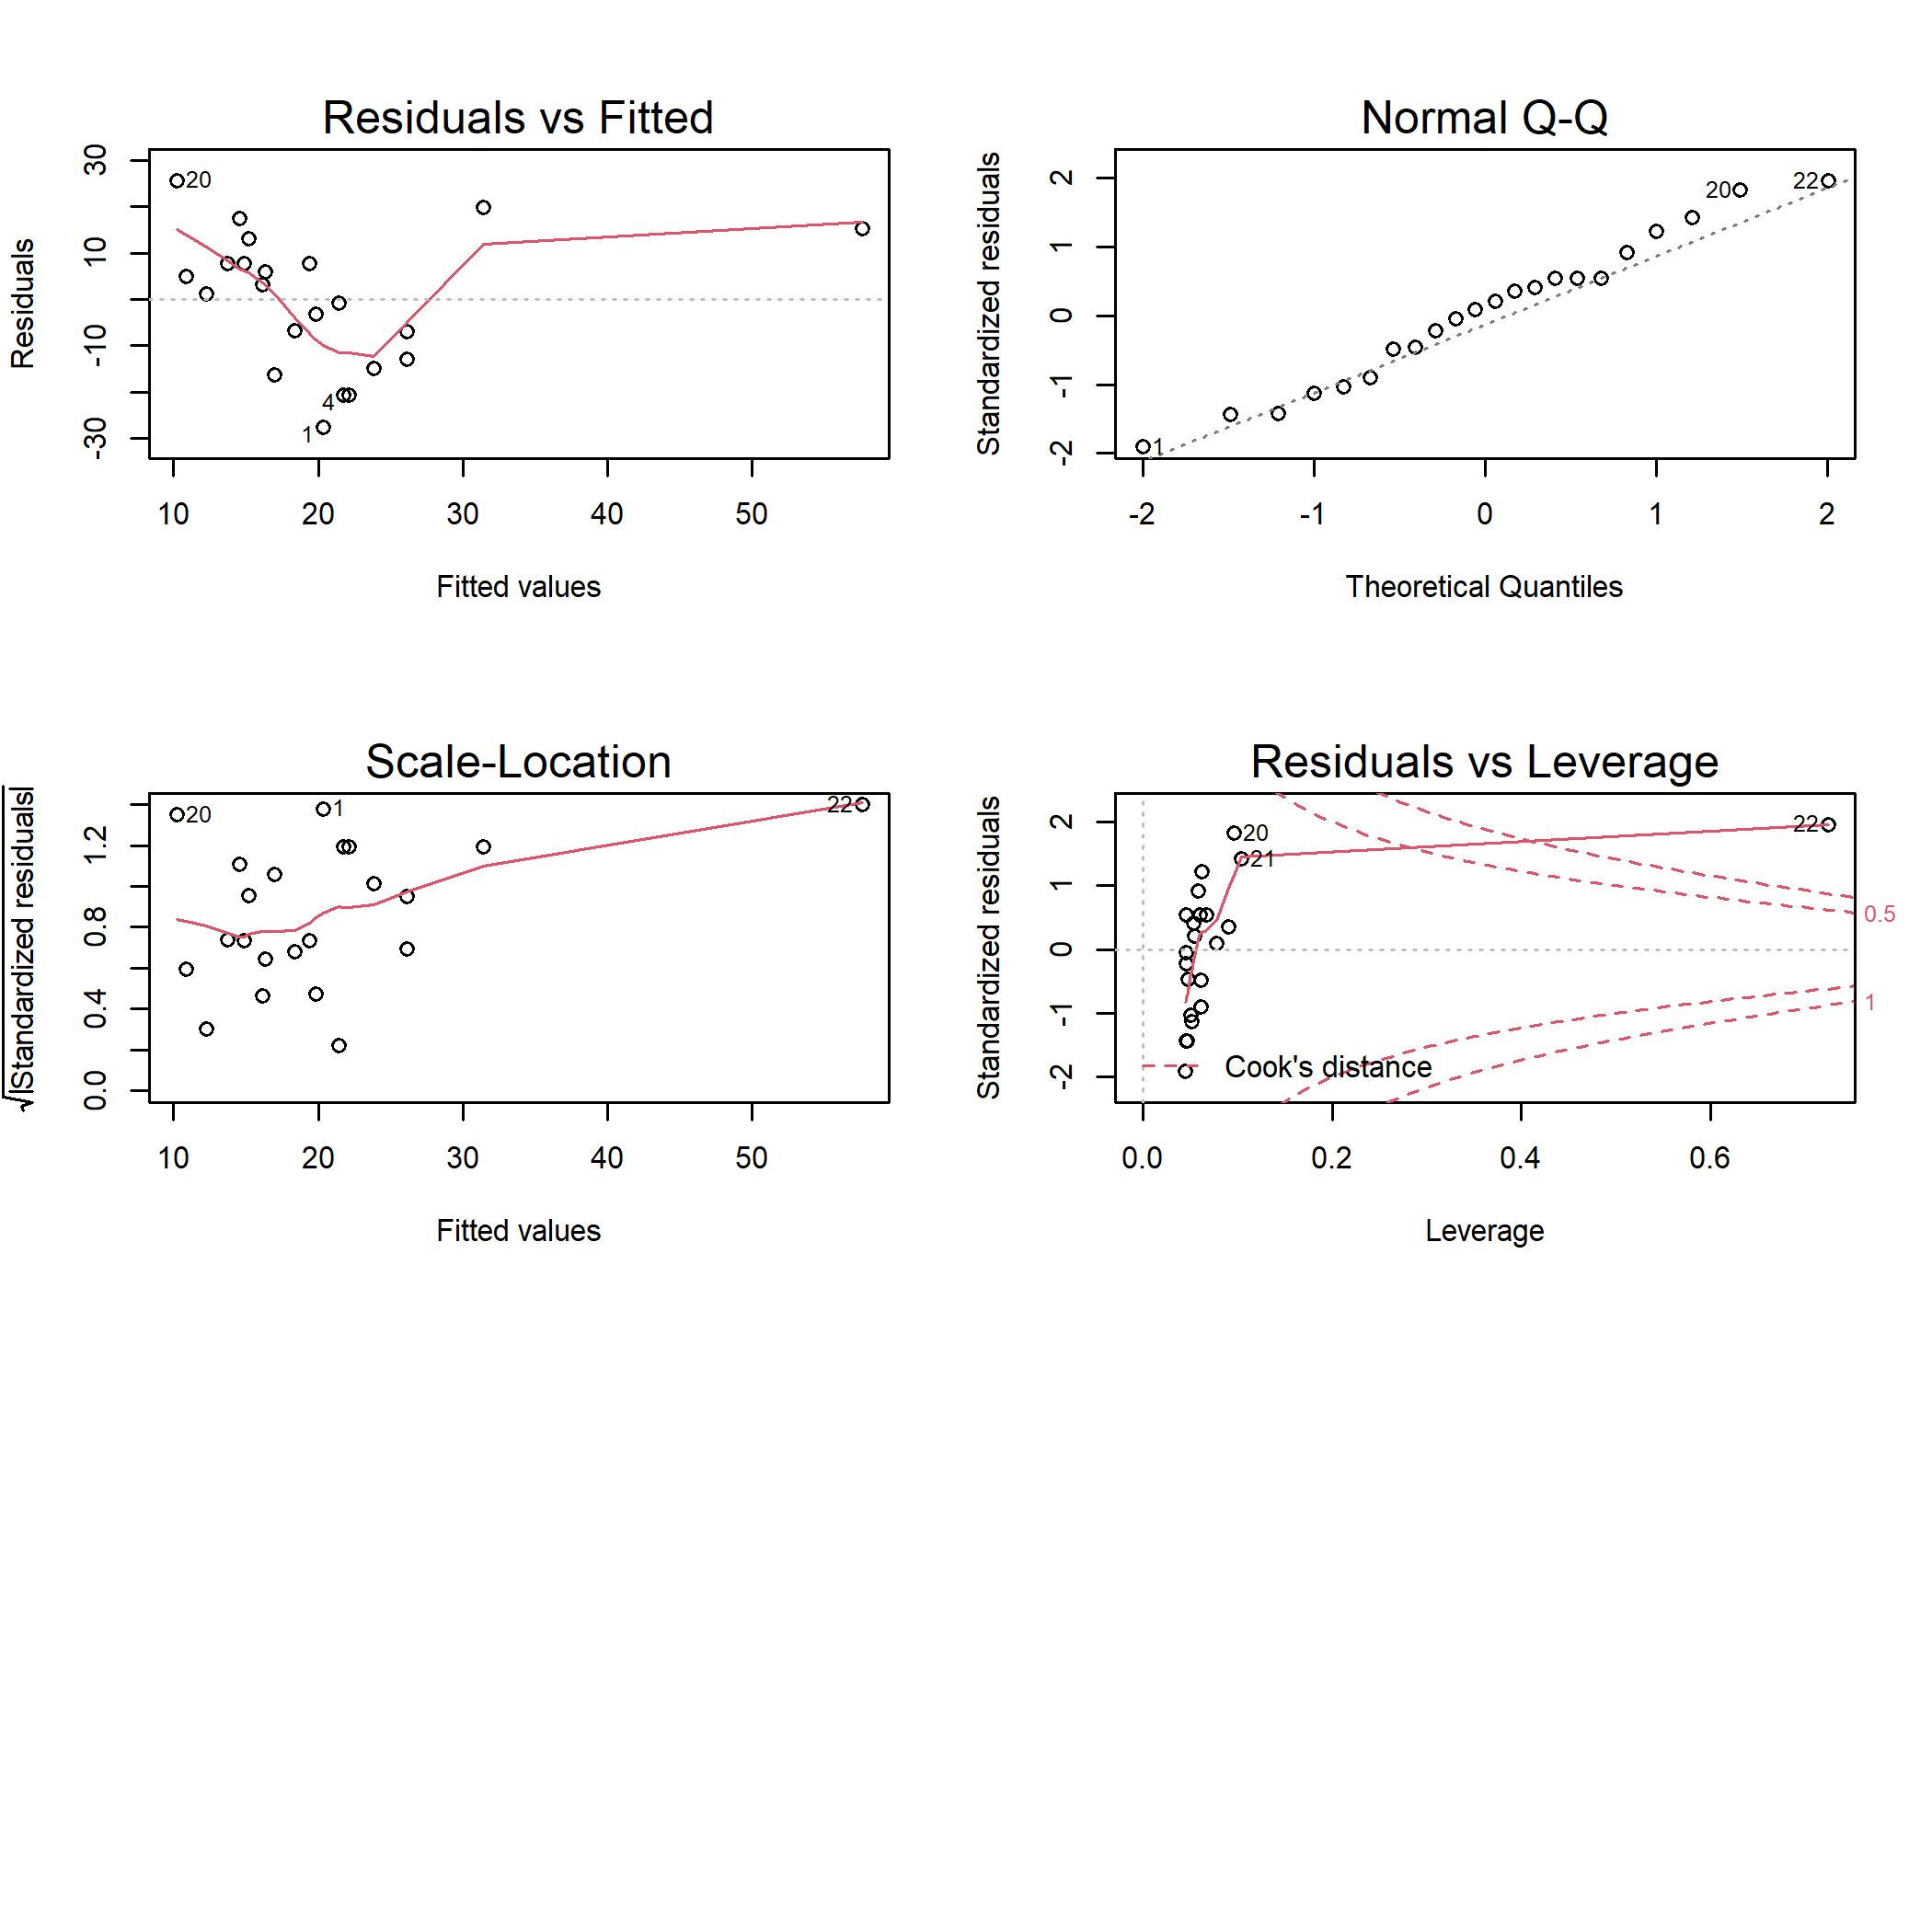 Residuals vs Fitted
Residuals
30
10
-10
-30
20
4
1
10 20 30 40 50
Fitted values
Normal Q-Q
Standardized residuals
2
1
0
-1
-2
20
22
1
-2 -1 0 1 2
Theoretical Quantiles
Scale-Location
√|Standardized residuals|
1.2
0.8
0.4
0.0
20
1
22
10 20 30 40 50
Fitted values
Residuals vs Leverage
Standardized residuals
2
1
0
-1
-2
20
21
22
0.5
1
Cook's distance
0.0 0.2 0.4 0.6
Leverage